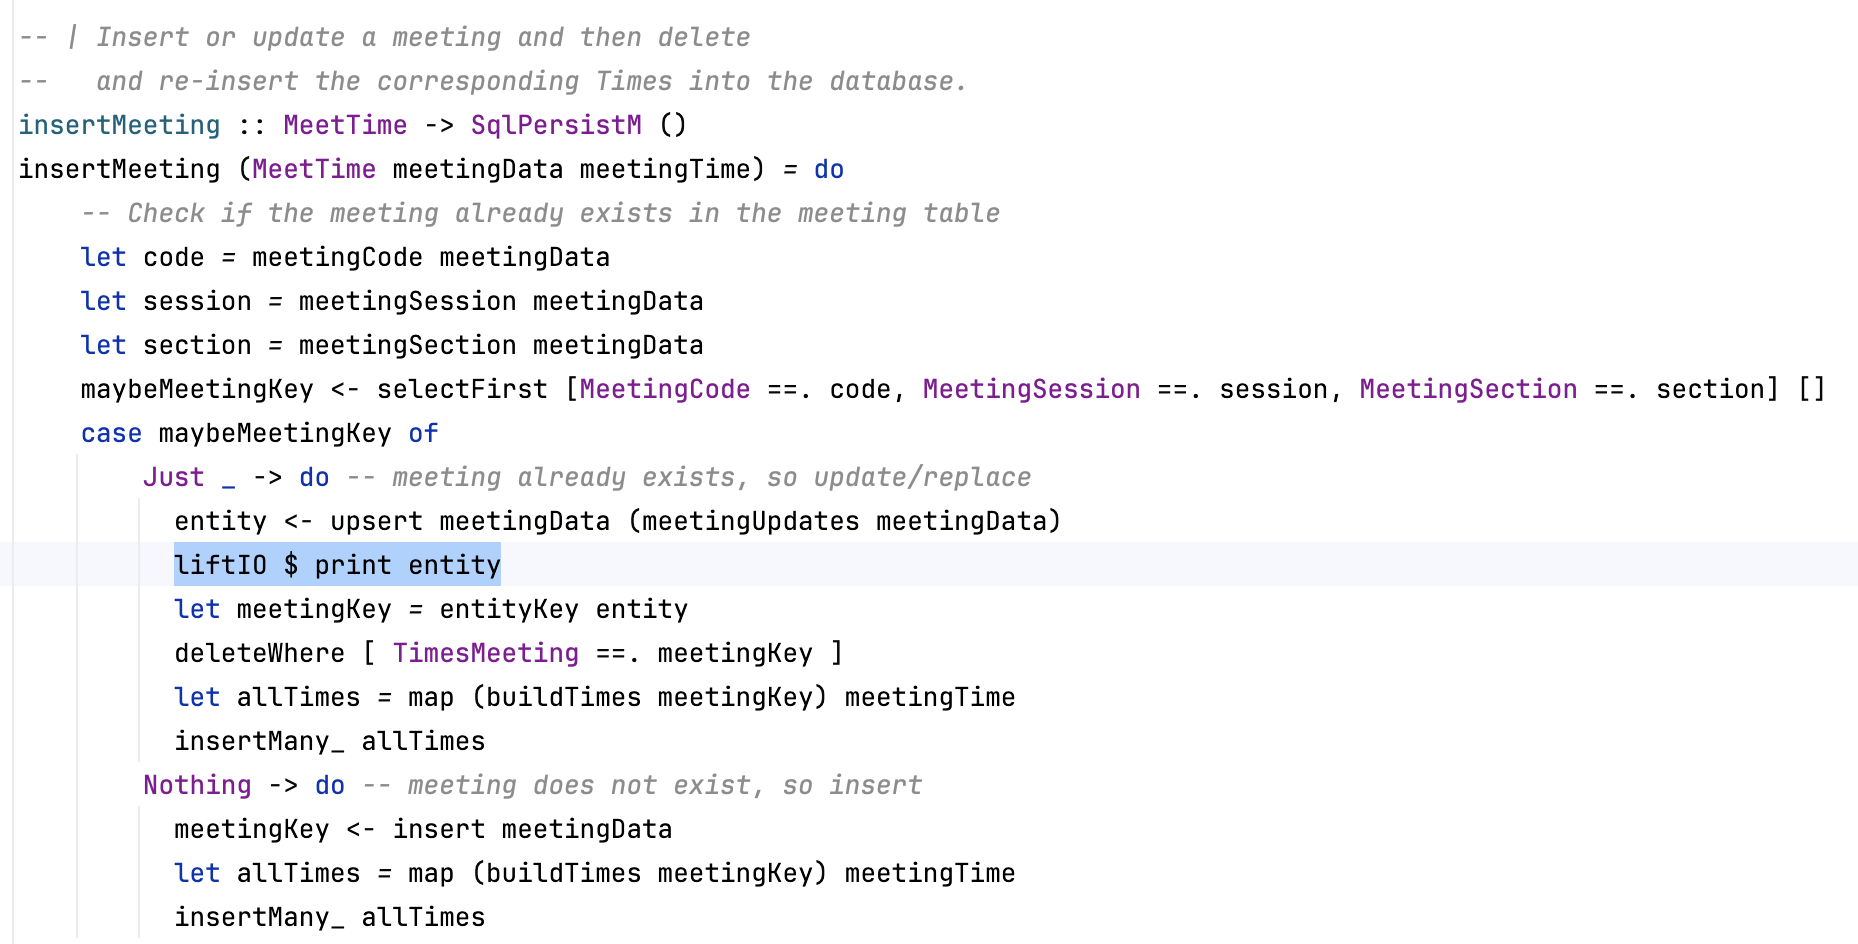 -- | Insert or update a meeting and then delete
--   and re-insert the corresponding Times into the database.
insertMeeting :: MeetTime -> SqlPersistM ()
insertMeeting (MeetTime meetingData meetingTime) = do
    -- Check if the meeting already exists in the meeting table
    let code = meetingCode meetingData
    let session = meetingSession meetingData
    let section = meetingSection meetingData
    maybeMeetingKey <- selectFirst [MeetingCode ==. code, MeetingSession ==. session, MeetingSection ==. section] []
    case maybeMeetingKey of
        Just _ -> do -- meeting already exists, so update/replace
          entity <- upsert meetingData (meetingUpdates meetingData)
          liftIO $ print entity
          let meetingKey = entityKey entity
          deleteWhere [ TimesMeeting ==. meetingKey ]
          let allTimes = map (buildTimes meetingKey) meetingTime
          insertMany_ allTimes
        Nothing -> do -- meeting does not exist, so insert
          meetingKey <- insert meetingData
          let allTimes = map (buildTimes meetingKey) meetingTime
          insertMany_ allTimes